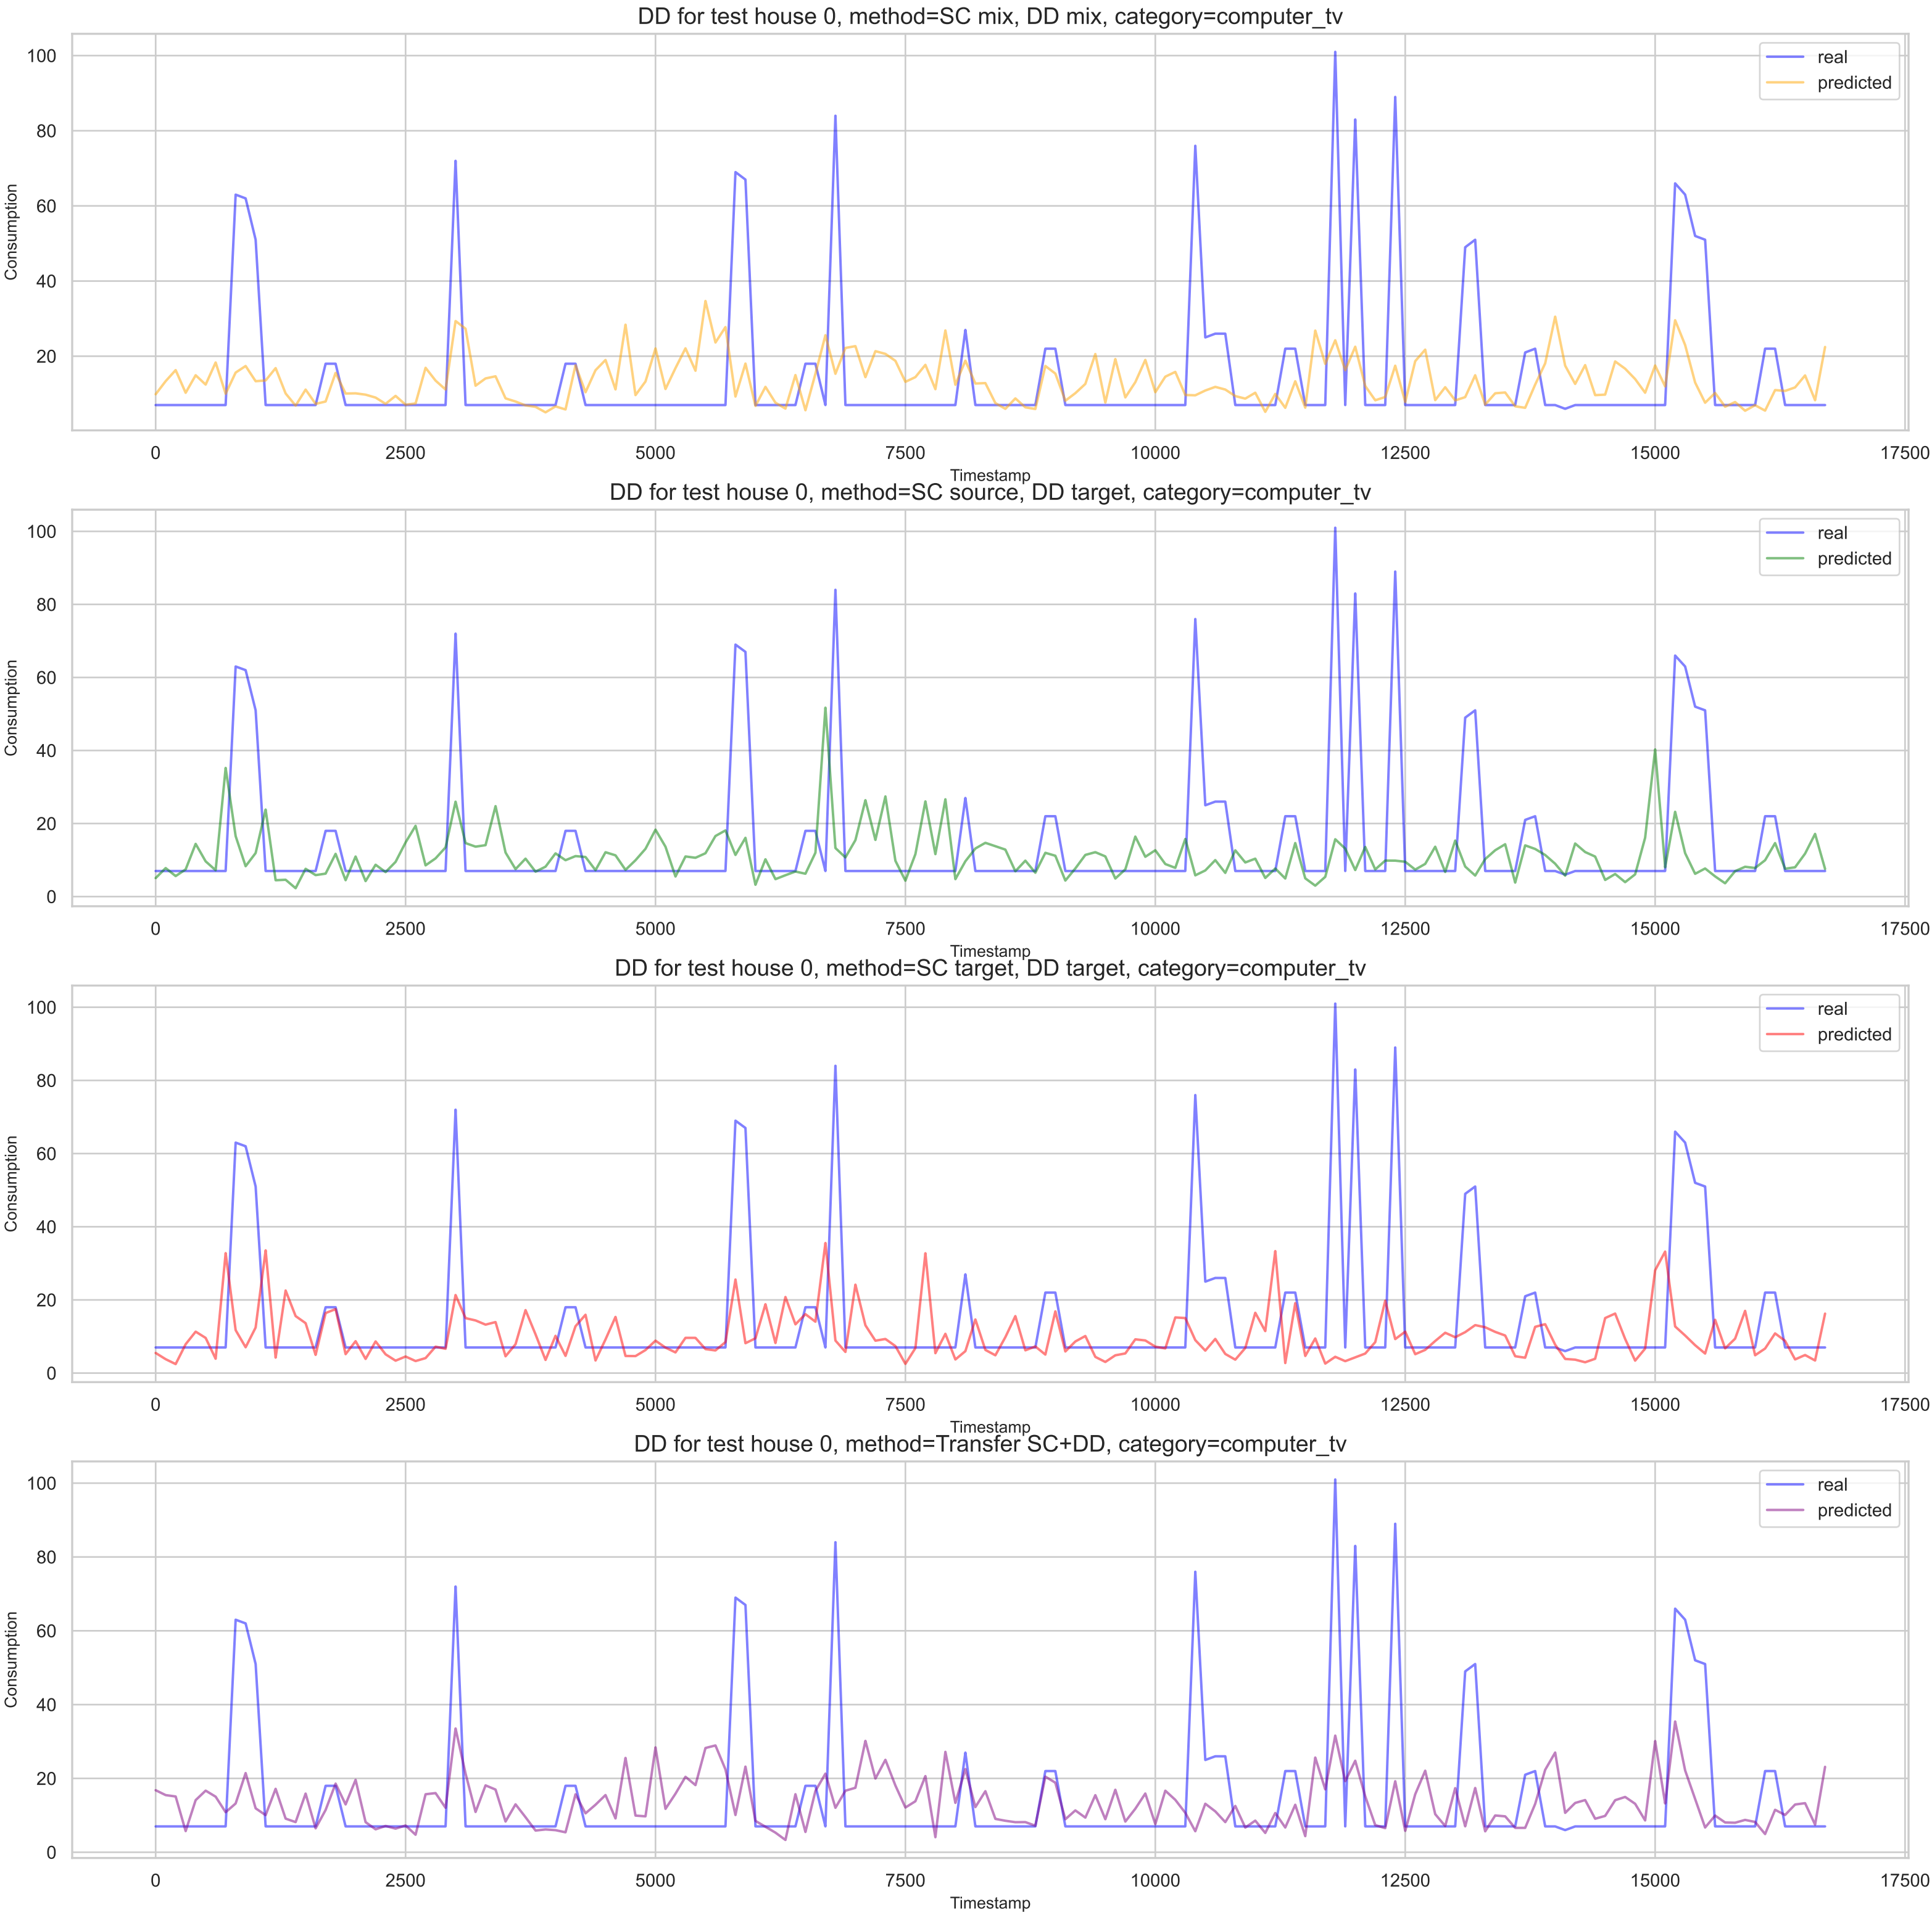 DD for test house 0, method=SC mix, DD mix, category=computer_tv
100
80
60
40
20
Consumption
real
predicted
0 2500 5000 7500 10000 12500 15000 17500
Timestamp
DD for test house 0, method=SC source, DD target, category=computer_tv
100
80
60
40
20
0
Consumption
real
predicted
0 2500 5000 7500 10000 12500 15000 17500
Timestamp
DD for test house 0, method=SC target, DD target, category=computer_tv
100
80
60
40
20
0
Consumption
real
predicted
0 2500 5000 7500 10000 12500 15000 17500
Timestamp
DD for test house 0, method=Transfer SC+DD, category=computer_tv
100
80
60
40
20
0
Consumption
real
predicted
0 2500 5000 7500 10000 12500 15000 17500
Timestamp